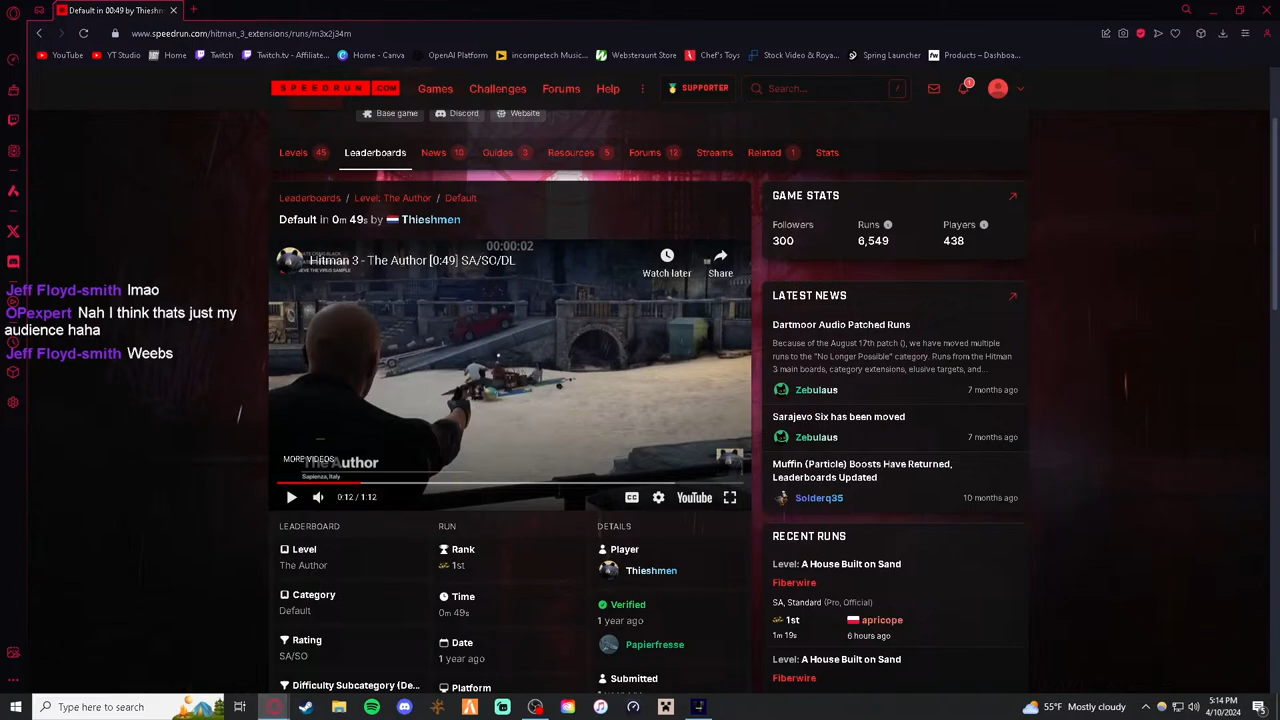 Default in 00:49 by Thieshm
www.speedrun.com/hitman_3_extensions/runs/m3x2j34m
YouTube YT Studio Home Twitch Twitch.tv - Affiliate... Home - Canva OpenAI Platform incompetech Music... Websteraunt Store Chef's Toys Stock Video & Roya... Spring Launcher Products – Dashboa...
SPEEDRUN .COM Games Challenges Forums Help SUPPORTER Search... / 1
Base game Discord Website
Levels 45 Leaderboards News 10 Guides 3 Resources 5 Forums 12 Streams Related 1 Stats
Leaderboards / Level: The Author / Default
Default in 0m 49s by Thieshmen
00:00:02
Hitman 3 - The Author [0:49] SA/SO/DL
Watch later
Share
MORE VIDEOS
The Author
Sapienza, Italy
0:12 / 1:12
YouTube
Jeff Floyd-smith lmao
OPexpert Nah I think thats just my
audience haha
Jeff Floyd-smith Weebs
LEADERBOARD
Level
The Author
Category
Default
Rating
SA/SO
Difficulty Subcategory (De...
RUN
Rank
1st
Time
0m 49s
Date
1 year ago
Platform
DETAILS
Player
Thieshmen
Verified
1 year ago
Papierfresse
Submitted
GAME STATS
Followers Runs Players
300 6,549 438
LATEST NEWS
Dartmoor Audio Patched Runs
Because of the August 17th patch (), we have moved multiple
runs to the "No Longer Possible" category. Runs from the Hitman
3 main boards, category extensions, elusive targets, and...
Zebulaus 7 months ago
Sarajevo Six has been moved
Zebulaus 7 months ago
Muffin (Particle) Boosts Have Returned,
Leaderboards Updated
Solderq35 10 months ago
RECENT RUNS
Level: A House Built on Sand
Fiberwire
SA, Standard (Pro, Official)
1st apricope
1m 19s 6 hours ago
Level: A House Built on Sand
Fiberwire
Type here to search
55°F Mostly cloudy
5:14 PM
4/10/2024